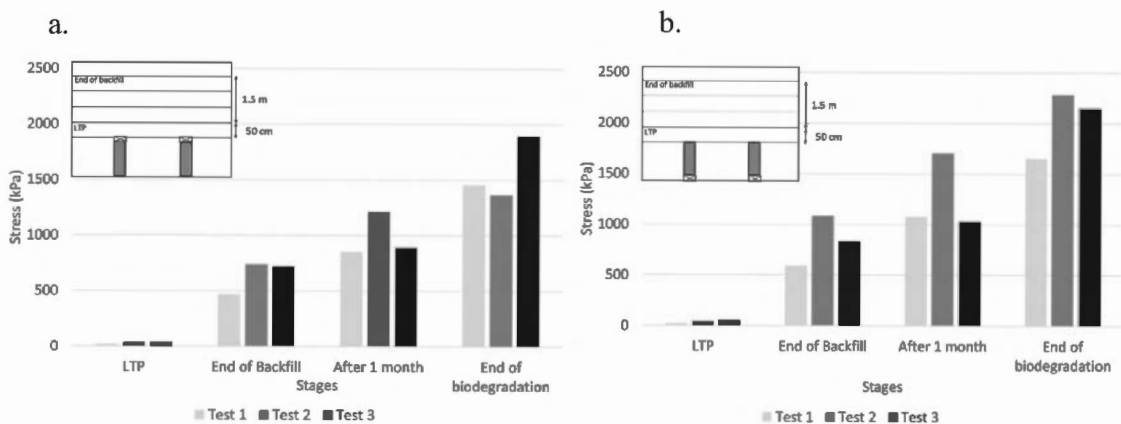 a.
2500
2000
1500
1000
500
0
Stress (kPa)
End of backfill
1.5 m
LTP
50 cm
LTP
End of Backfill
After 1 month
End of
biodegradation
Stages
Test 1
Test 2
Test 3
b.
2500
2000
1500
1000
500
0
Stress (kPa)
End of backfill
1.5 m
LTP
50 cm
LTP
End of Backfill
After 1 month
End of
biodegradation
Stages
Test 1
Test 2
Test 3